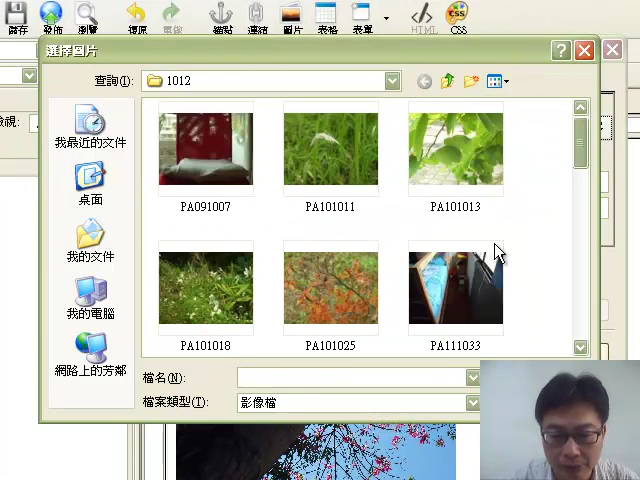 儲存 發佈 瀏覽 復原 重做 錨點 連結 圖片 表格 表單 HTML CSS
選擇圖片
查詢(I): 1012
檢視:
我最近的文件
桌面
我的文件
我的電腦
網路上的芳鄰
PA091007 PA101011 PA101013
PA101018 PA101025 PA111033
檔名(N):
檔案類型(T): 影像檔